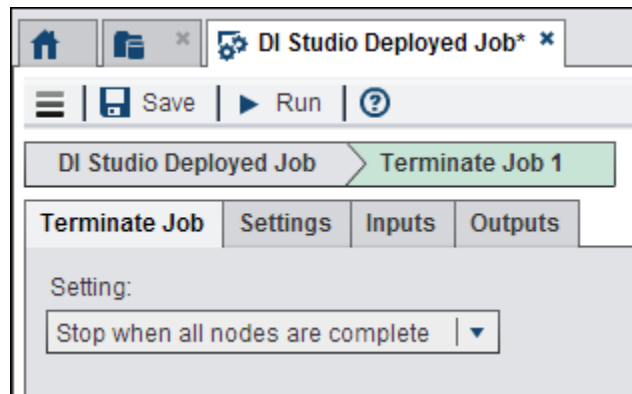 DI Studio Deployed Job*
Save Run
DI Studio Deployed Job Terminate Job 1
Terminate Job Settings Inputs Outputs
Setting:
Stop when all nodes are complete